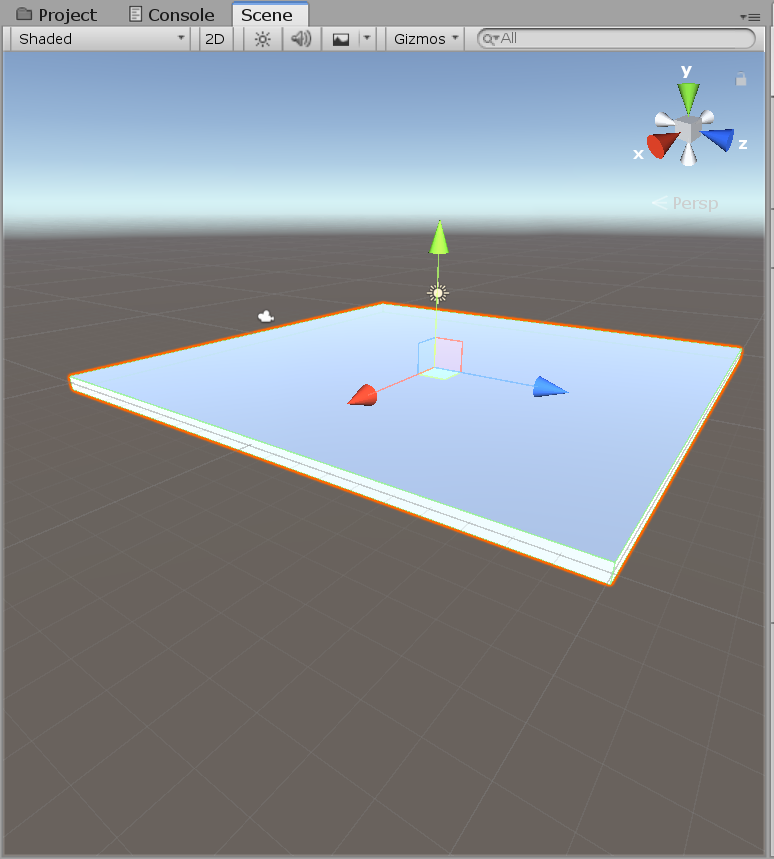 Project Console Scene
Shaded 2D Gizmos All
y
x z
Persp